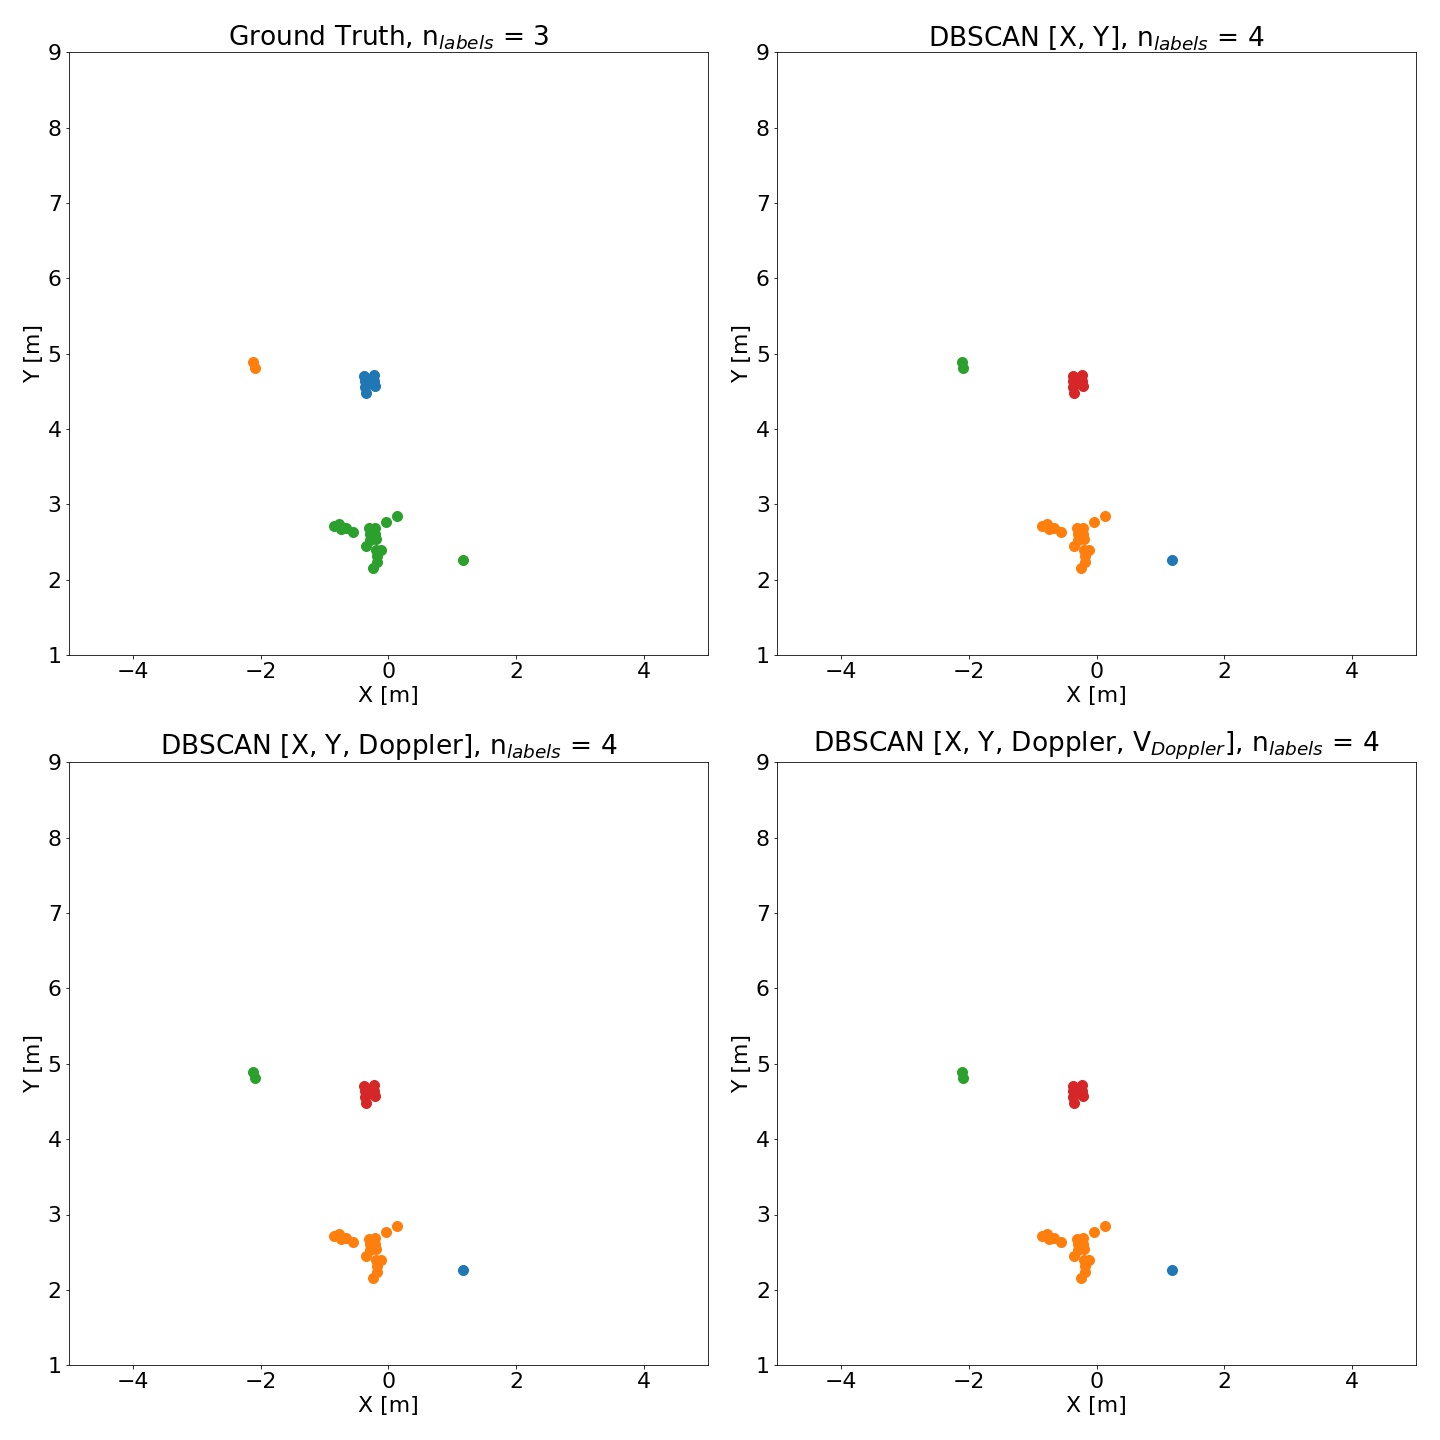 Ground Truth, n_labels = 3
9
8
7
6
5
4
3
2
1
Y [m]
−4 −2 0 2 4
X [m]
DBSCAN [X, Y], n_labels = 4
9
8
7
6
5
4
3
2
1
Y [m]
−4 −2 0 2 4
X [m]
DBSCAN [X, Y, Doppler], n_labels = 4
9
8
7
6
5
4
3
2
1
Y [m]
−4 −2 0 2 4
X [m]
DBSCAN [X, Y, Doppler, V_Doppler], n_labels = 4
9
8
7
6
5
4
3
2
1
Y [m]
−4 −2 0 2 4
X [m]